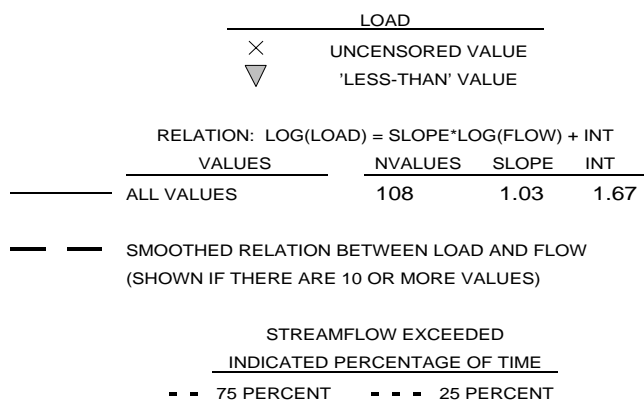 LOAD
UNCENSORED VALUE
'LESS-THAN' VALUE
RELATION: LOG(LOAD) = SLOPE*LOG(FLOW) + INT
VALUES NVALUES SLOPE INT
ALL VALUES 108 1.03 1.67
SMOOTHED RELATION BETWEEN LOAD AND FLOW
(SHOWN IF THERE ARE 10 OR MORE VALUES)
STREAMFLOW EXCEEDED
INDICATED PERCENTAGE OF TIME
75 PERCENT 25 PERCENT